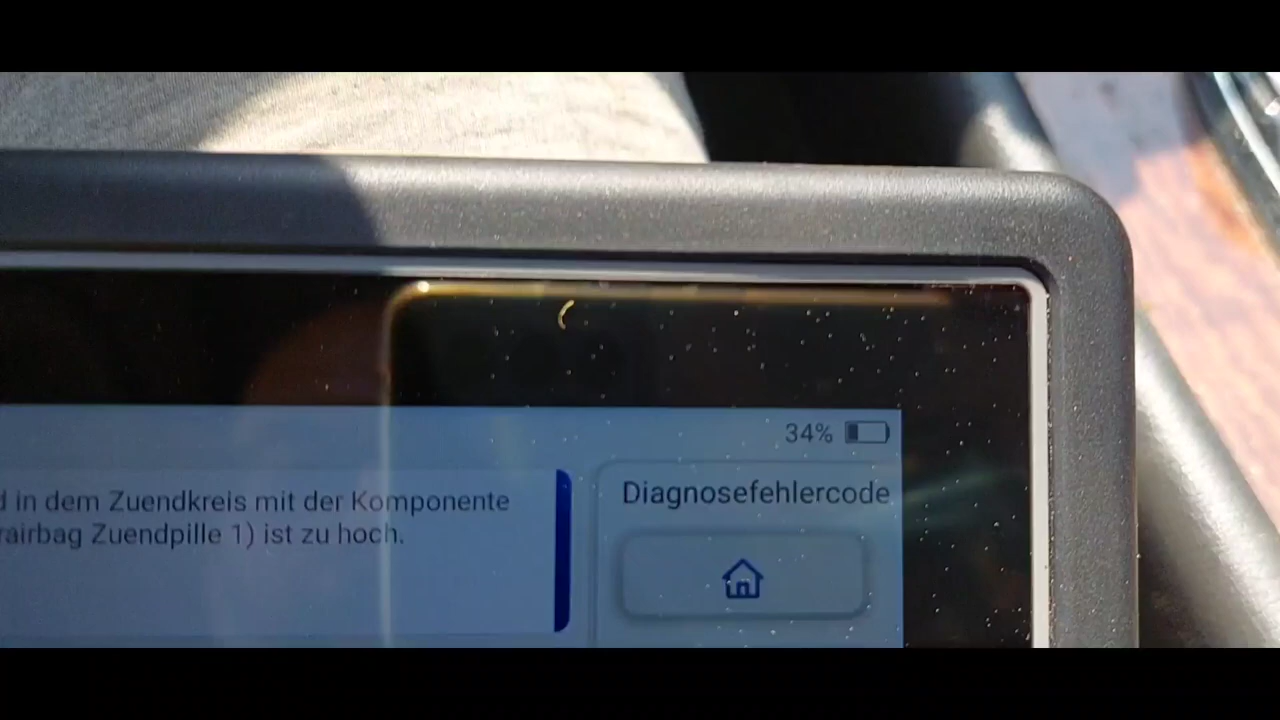 34%
d in dem Zuendkreis mit der Komponente
rairbag Zuendpille 1) ist zu hoch.
Diagnosefehlercode